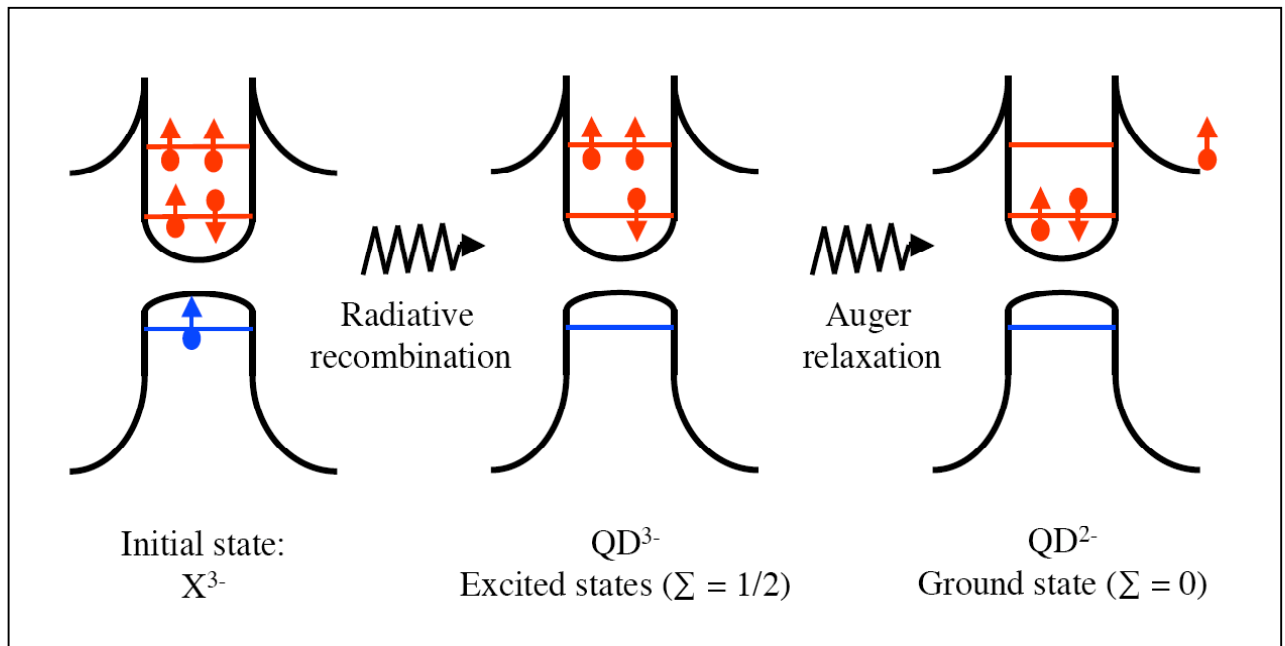 Radiative
recombination
Auger
relaxation
Initial state:
X³⁻
QD³⁻
Excited states (∑ = 1/2)
QD²⁻
Ground state (∑ = 0)